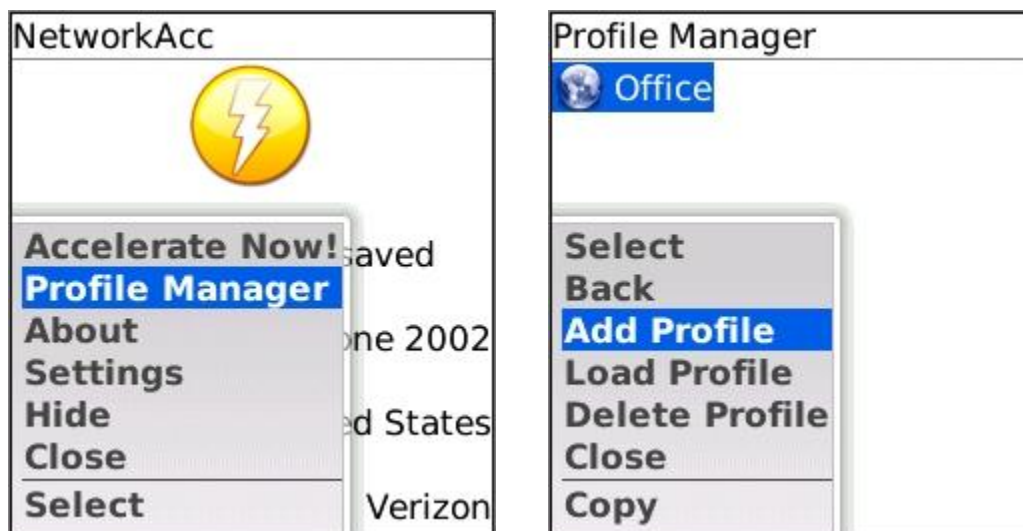 NetworkAcc
saved
Accelerate Now!
Profile Manager
About
one 2002
Settings
Hide
ed States
Close
Select
Verizon
Profile Manager
Office
Select
Back
Add Profile
Load Profile
Delete Profile
Close
Copy